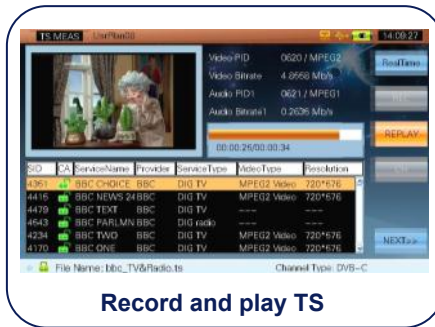 TS MEAS UsrPlan00 14:09:27
Video PID 0620 / MPEG2
Video Bitrate 4.8668 Mb/s
Audio PID1 0621 / MPEG1
Audio Bitrate1 0.2636 Mb/s
RealTime
REPLAY
00:00:26/00:00:34
SID CA ServiceName Provider ServiceType VideoType Resolution
4351 BBC CHOICE BBC DIG TV MPEG2 Video 720*576
4415 BBC NEWS 24 BBC DIG TV MPEG2 Video 720*576
4479 BBC TEXT BBC DIG TV --- ---
4543 BBC PARLMN BBC DIG radio --- ---
4234 BBC TWO BBC DIG TV MPEG2 Video 720*576
4170 BBC ONE BBC DIG TV MPEG2 Video 720*576
NEXT>>
File Name: bbc_TV&Radio.ts Channel Type: DVB-C
Record and play TS